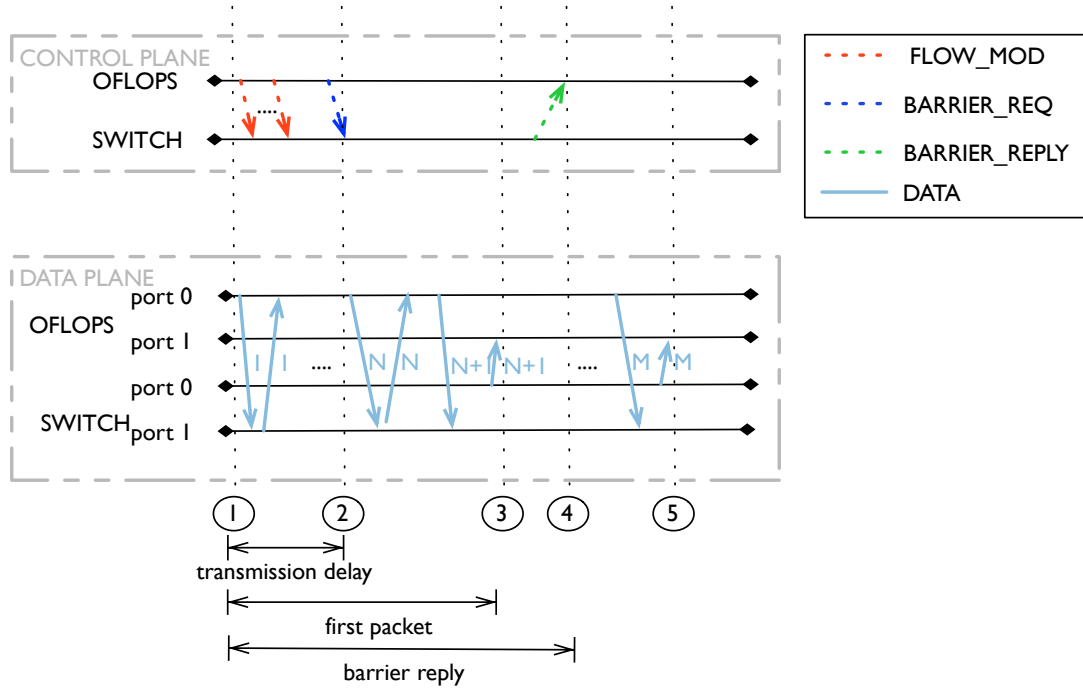 CONTROL PLANE
OFLOPS
....
SWITCH
FLOW_MOD
BARRIER_REQ
BARRIER_REPLY
DATA
DATA PLANE
port 0
OFLOPS
port 1
1 1 .... N N N+1 N+1 .... M M
port 0
SWITCH
port 1
1 2 3 4 5
transmission delay
first packet
barrier reply